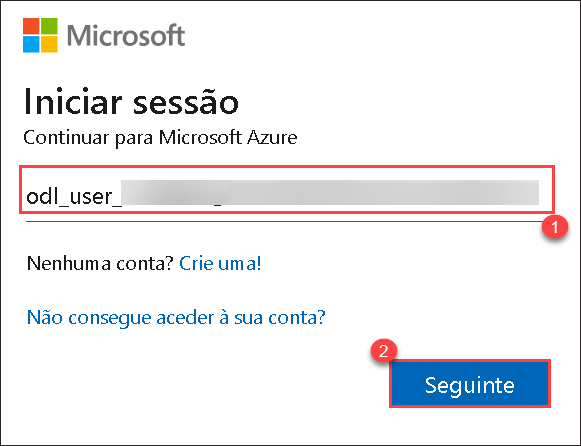 Microsoft
Iniciar sessão
Continuar para Microsoft Azure
odl_user_
1
Nenhuma conta? Crie uma!
Não consegue aceder à sua conta?
2
Seguinte